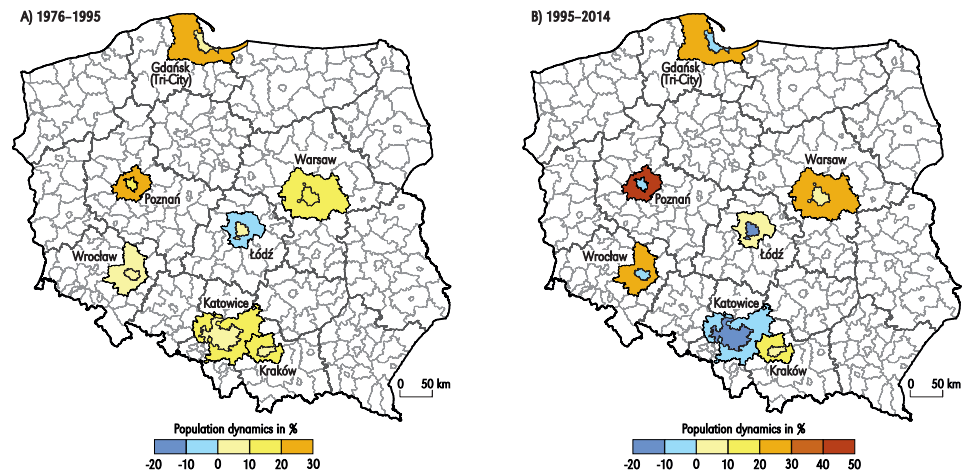 A) 1976–1995
Gdańsk
(Tri-City)
Warsaw
Poznań
Łódź
Wrocław
Katowice
Kraków
0 50 km
Population dynamics in %
-20 -10 0 10 20 30
B) 1995–2014
Gdańsk
(Tri-City)
Warsaw
Poznań
Łódź
Wrocław
Katowice
Kraków
0 50 km
Population dynamics in %
-20 -10 0 10 20 30 40 50